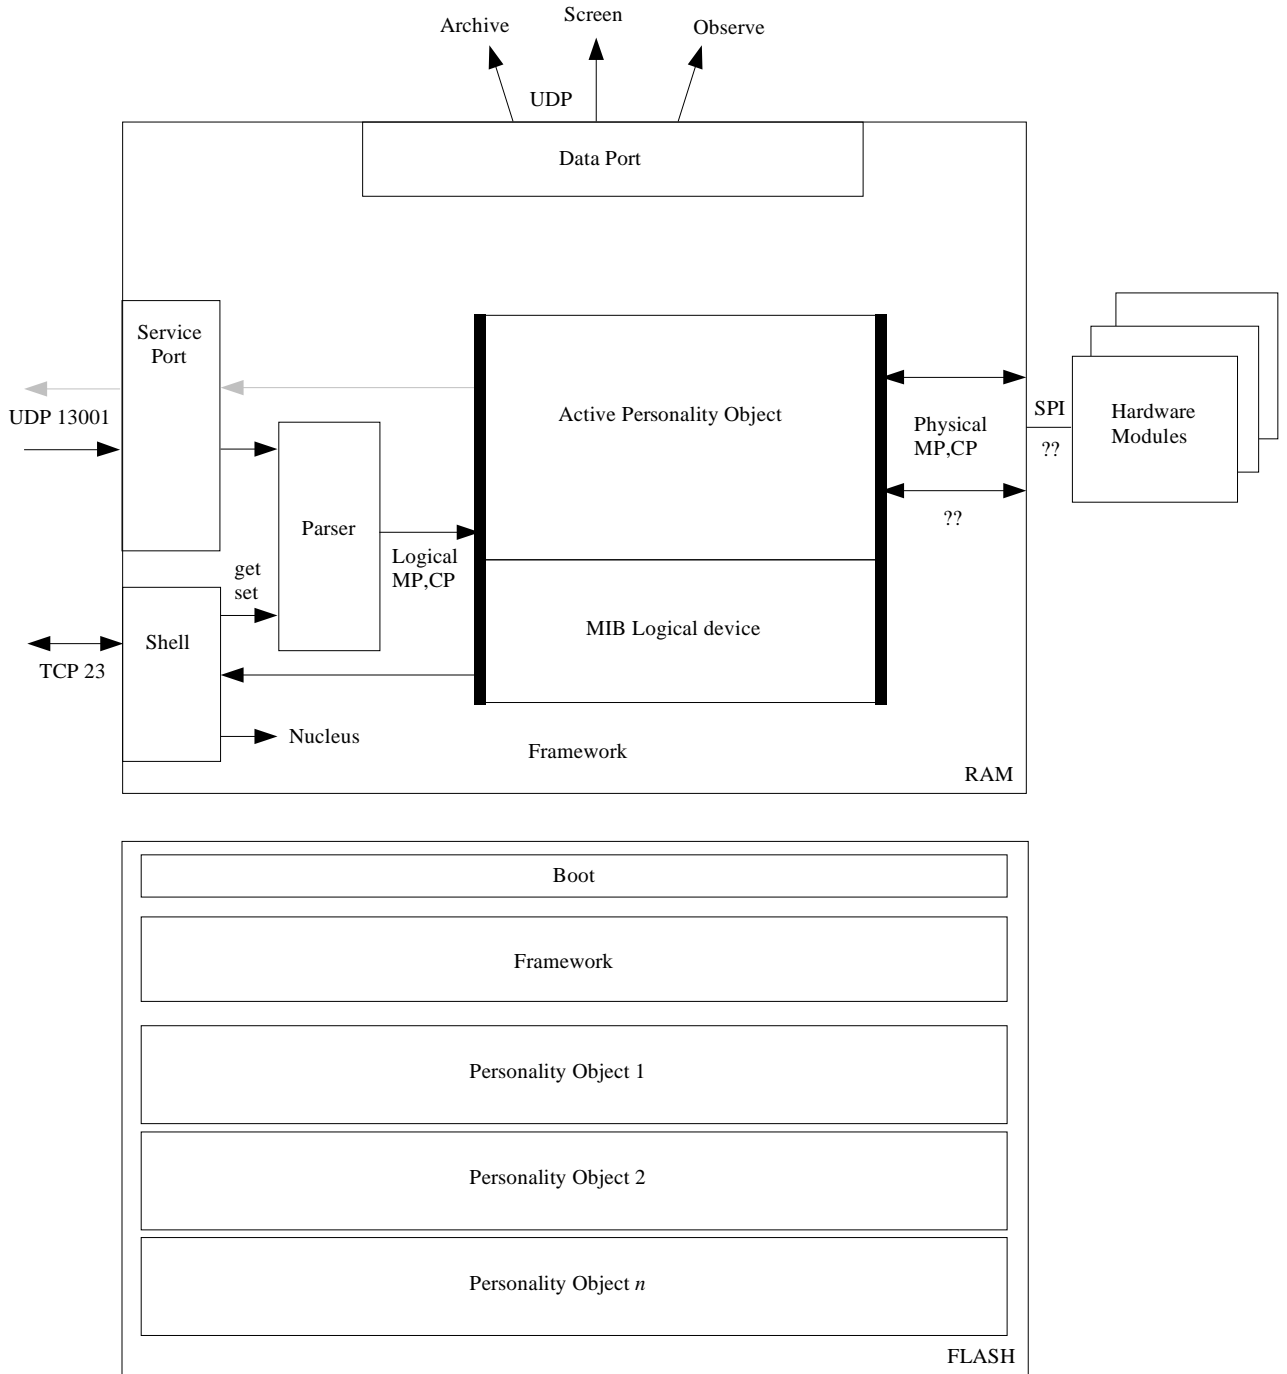 Archive
Screen
Observe
UDP
Data Port
Service
Port
UDP 13001
Active Personality Object
Physical
MP,CP
SPI
??
Hardware
Modules
Parser
Logical
MP,CP
??
get
set
Shell
TCP 23
MIB Logical device
Nucleus
Framework
RAM
Boot
Framework
Personality Object 1
Personality Object 2
Personality Object n
FLASH